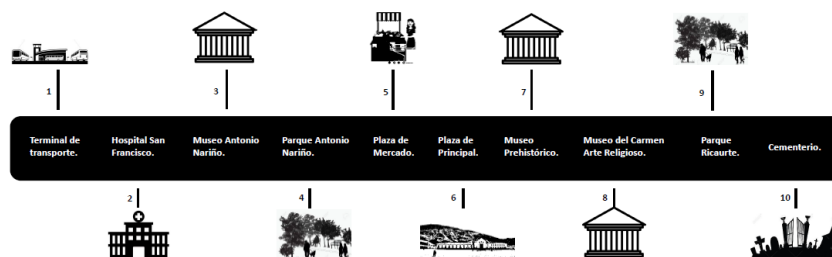 1
3
5
7
9
Terminal de
transporte.
Hospital San
Francisco.
Museo Antonio
Nariño.
Parque Antonio
Nariño.
Plaza de
Mercado.
Plaza de
Principal.
Museo
Prehistórico.
Museo del Carmen
Arte Religioso.
Parque
Ricaurte.
Cementerio.
2
4
6
8
10